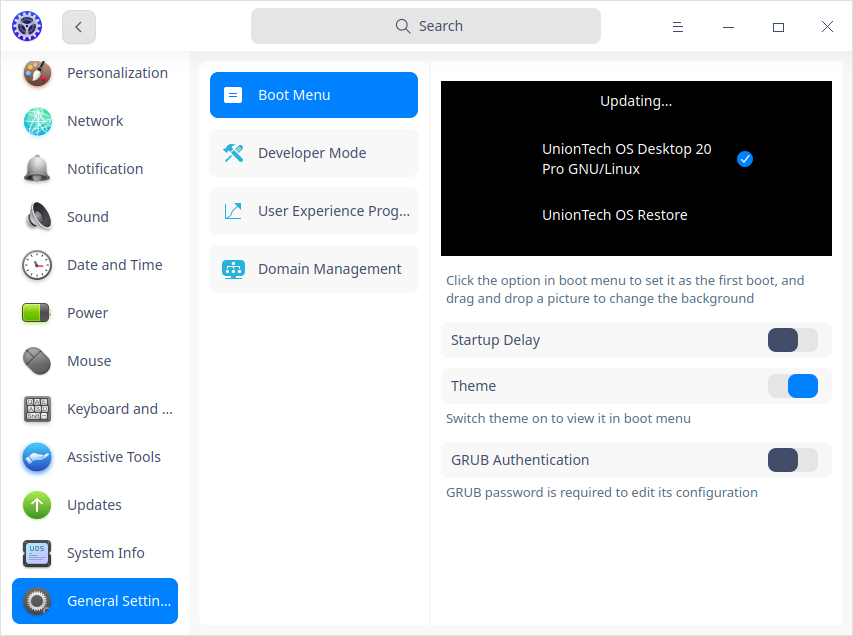 Search
Personalization
Network
Notification
Sound
Date and Time
Power
Mouse
Keyboard and ...
Assistive Tools
Updates
UOS
System Info
General Settin...
Boot Menu
Developer Mode
User Experience Prog...
Domain Management
Updating...
UnionTech OS Desktop 20
Pro GNU/Linux
UnionTech OS Restore
Click the option in boot menu to set it as the first boot, and
drag and drop a picture to change the background
Startup Delay
Theme
Switch theme on to view it in boot menu
GRUB Authentication
GRUB password is required to edit its configuration